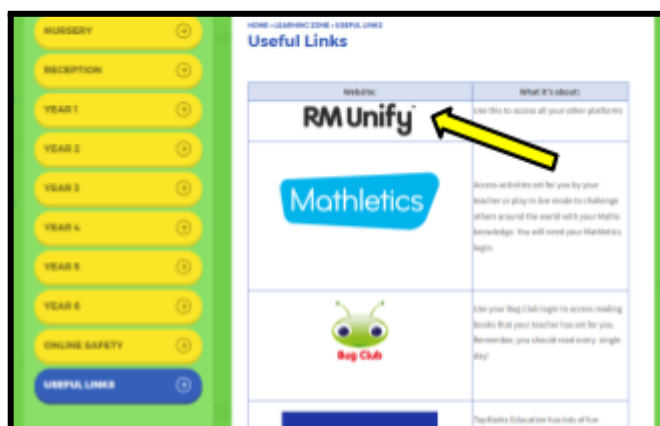 NURSERY
RECEPTION
YEAR 1
YEAR 2
YEAR 3
YEAR 4
YEAR 5
YEAR 6
ONLINE SAFETY
USEFUL LINKS
HOME › LEARNING ZONE › USEFUL LINKS
Useful Links
Website:
What it's about:
RM Unify
Use this to access all your other platforms
Mathletics
Access activities set for you by your
teacher or play in live mode to challenge
others around the world with your Maths
knowledge. You will need your Mathletics
login.
Bug Club
Use your Bug Club login to access reading
books that your teacher has set for you.
Remember, you should read every single
day!
TopMarks Education has lots of fun